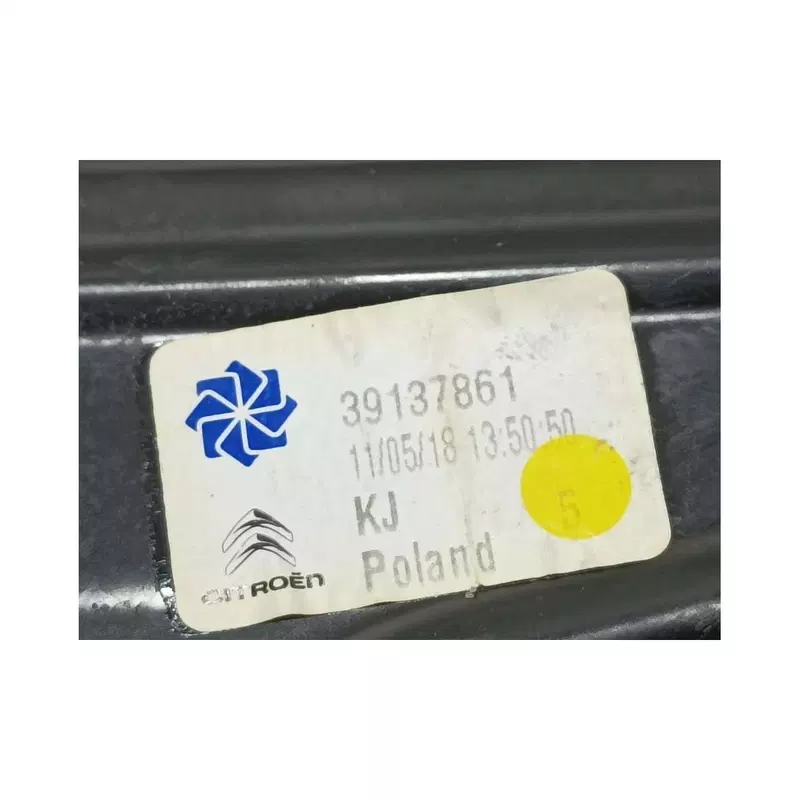 39137861
11/05/18 13:50:50
KJ 5
Poland
CITROËN